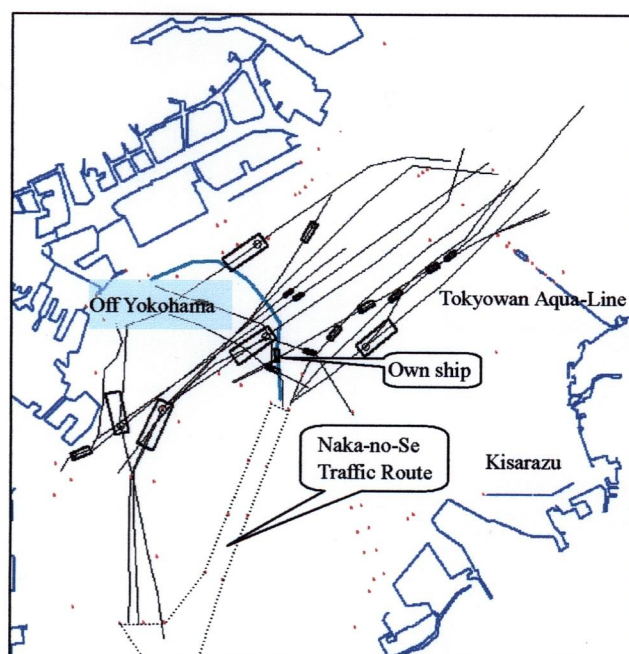 Off Yokohama
Tokyowan Aqua-Line
Own ship
Naka-no-Se
Traffic Route
Kisarazu